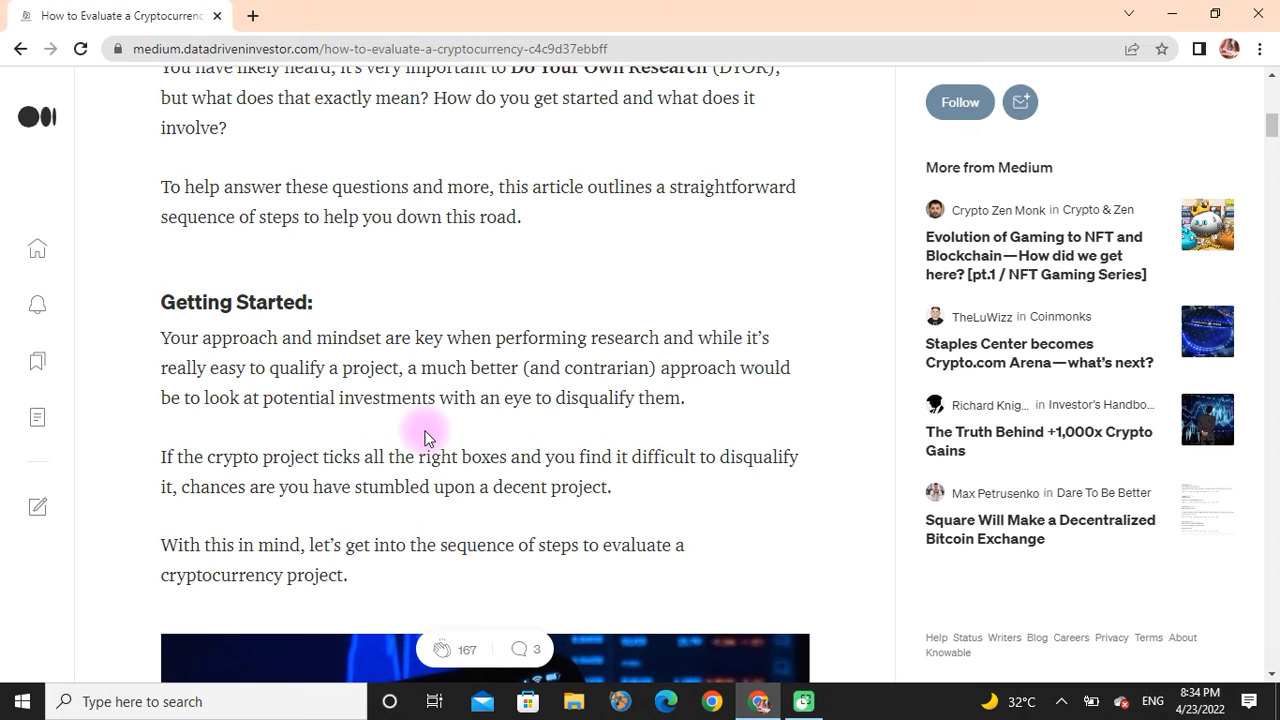 How to Evaluate a Cryptocurrenc
medium.datadriveninvestor.com/how-to-evaluate-a-cryptocurrency-c4c9d37ebbff
You have likely heard, it's very important to Do Your Own Research (DYOR),
but what does that exactly mean? How do you get started and what does it
involve?
To help answer these questions and more, this article outlines a straightforward
sequence of steps to help you down this road.
Getting Started:
Your approach and mindset are key when performing research and while it's
really easy to qualify a project, a much better (and contrarian) approach would
be to look at potential investments with an eye to disqualify them.
If the crypto project ticks all the right boxes and you find it difficult to disqualify
it, chances are you have stumbled upon a decent project.
With this in mind, let's get into the sequence of steps to evaluate a
cryptocurrency project.
167
3
Follow
More from Medium
Crypto Zen Monk in Crypto & Zen
Evolution of Gaming to NFT and
Blockchain—How did we get
here? [pt.1 / NFT Gaming Series]
TheLuWizz in Coinmonks
Staples Center becomes
Crypto.com Arena—what's next?
Richard Knig... in Investor's Handbo...
The Truth Behind +1,000x Crypto
Gains
Max Petrusenko in Dare To Be Better
Square Will Make a Decentralized
Bitcoin Exchange
Help Status Writers Blog Careers Privacy Terms About
Knowable
Type here to search
32°C
ENG
8:34 PM
4/23/2022